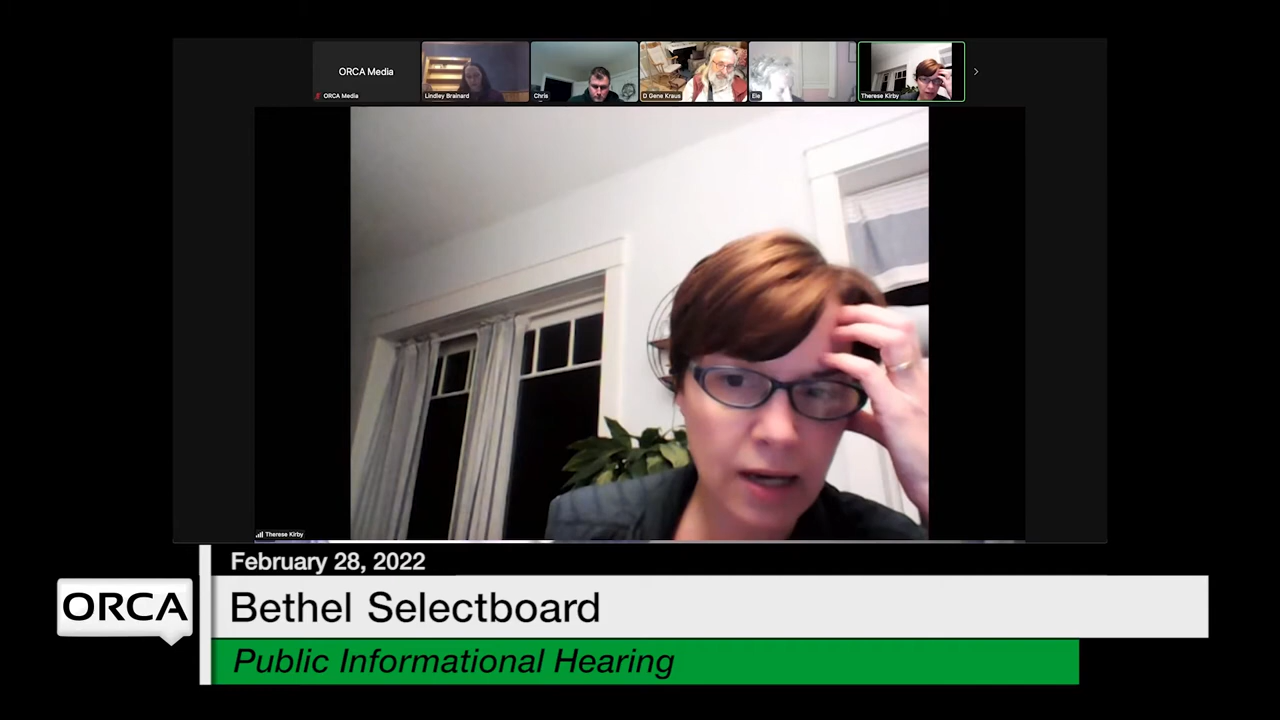 ORCA Media
ORCA Media
Lindley Brainard
Chris
D Gene Kraus
Ele
Therese Kirby
Therese Kirby
February 28, 2022
ORCA
Bethel Selectboard
Public Informational Hearing